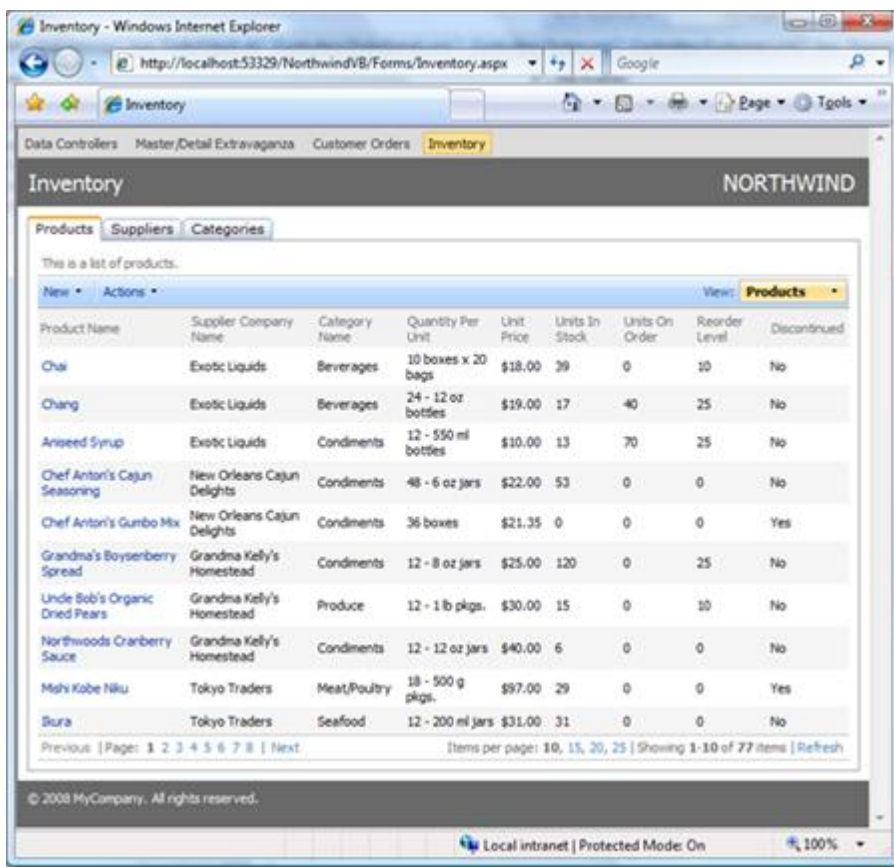 Inventory - Windows Internet Explorer
http://localhost:53329/NorthwindVB/Forms/Inventory.aspx
Google
Inventory
Page
Tools
Data Controllers Master/Detail Extravaganza Customer Orders Inventory
Inventory NORTHWIND
Products Suppliers Categories
This is a list of products.
New Actions View: Products
Product Name Supplier Company Name Category Name Quantity Per Unit Unit Price Units In Stock Units On Order Reorder Level Discontinued
Chai Exotic Liquids Beverages 10 boxes x 20 bags $18.00 39 0 10 No
Chang Exotic Liquids Beverages 24 - 12 oz bottles $19.00 17 40 25 No
Aniseed Syrup Exotic Liquids Condiments 12 - 550 ml bottles $10.00 13 70 25 No
Chef Anton's Cajun Seasoning New Orleans Cajun Delights Condiments 48 - 6 oz jars $22.00 53 0 0 No
Chef Anton's Gumbo Mix New Orleans Cajun Delights Condiments 36 boxes $21.35 0 0 0 Yes
Grandma's Boysenberry Spread Grandma Kelly's Homestead Condiments 12 - 8 oz jars $25.00 120 0 25 No
Uncle Bob's Organic Dried Pears Grandma Kelly's Homestead Produce 12 - 1 lb pkgs. $30.00 15 0 10 No
Northwoods Cranberry Sauce Grandma Kelly's Homestead Condiments 12 - 12 oz jars $40.00 6 0 0 No
Mishi Kobe Niku Tokyo Traders Meat/Poultry 18 - 500 g pkgs. $97.00 29 0 0 Yes
Ikura Tokyo Traders Seafood 12 - 200 ml jars $31.00 31 0 0 No
Previous | Page: 1 2 3 4 5 6 7 8 | Next Items per page: 10, 15, 20, 25 | Showing 1-10 of 77 items | Refresh
© 2008 MyCompany. All rights reserved.
Local intranet | Protected Mode: On 100%